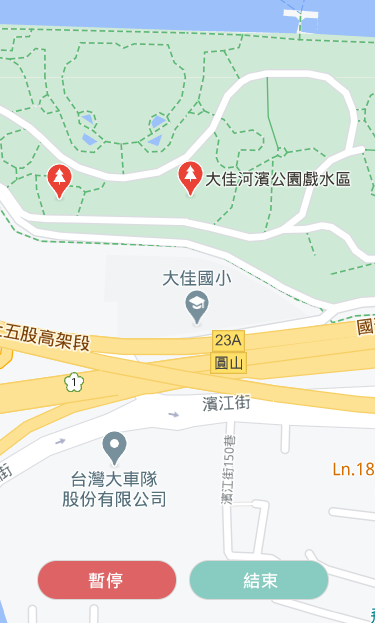 大佳河濱公園戲水區
大佳國小
五股高架段
國
23A
圓山
1
濱江街
濱江街150巷
街
台灣大車隊
股份有限公司
Ln.18
暫停
結束